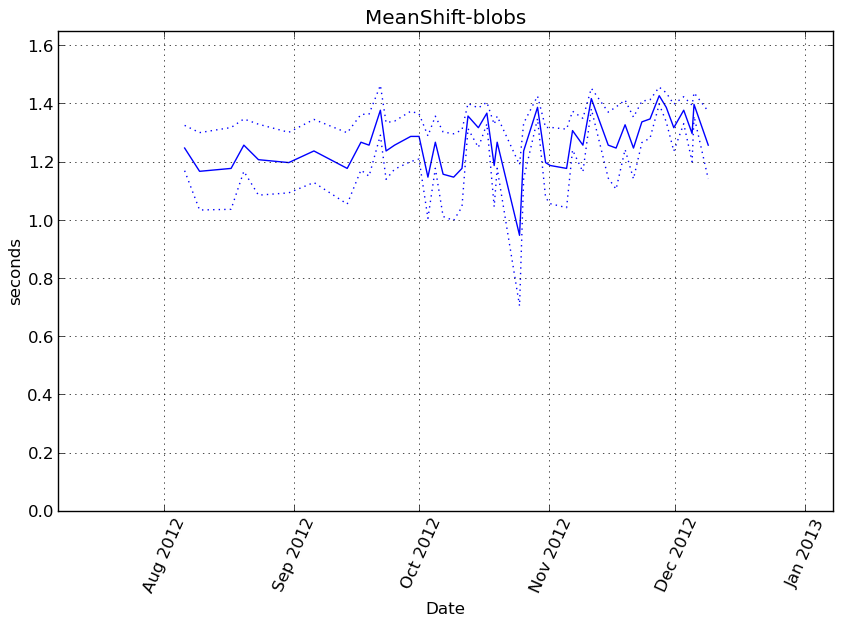 MeanShift-blobs
1.6
1.4
1.2
1.0
0.8
0.6
0.4
0.2
0.0
seconds
Aug 2012
Sep 2012
Oct 2012
Nov 2012
Dec 2012
Jan 2013
Date